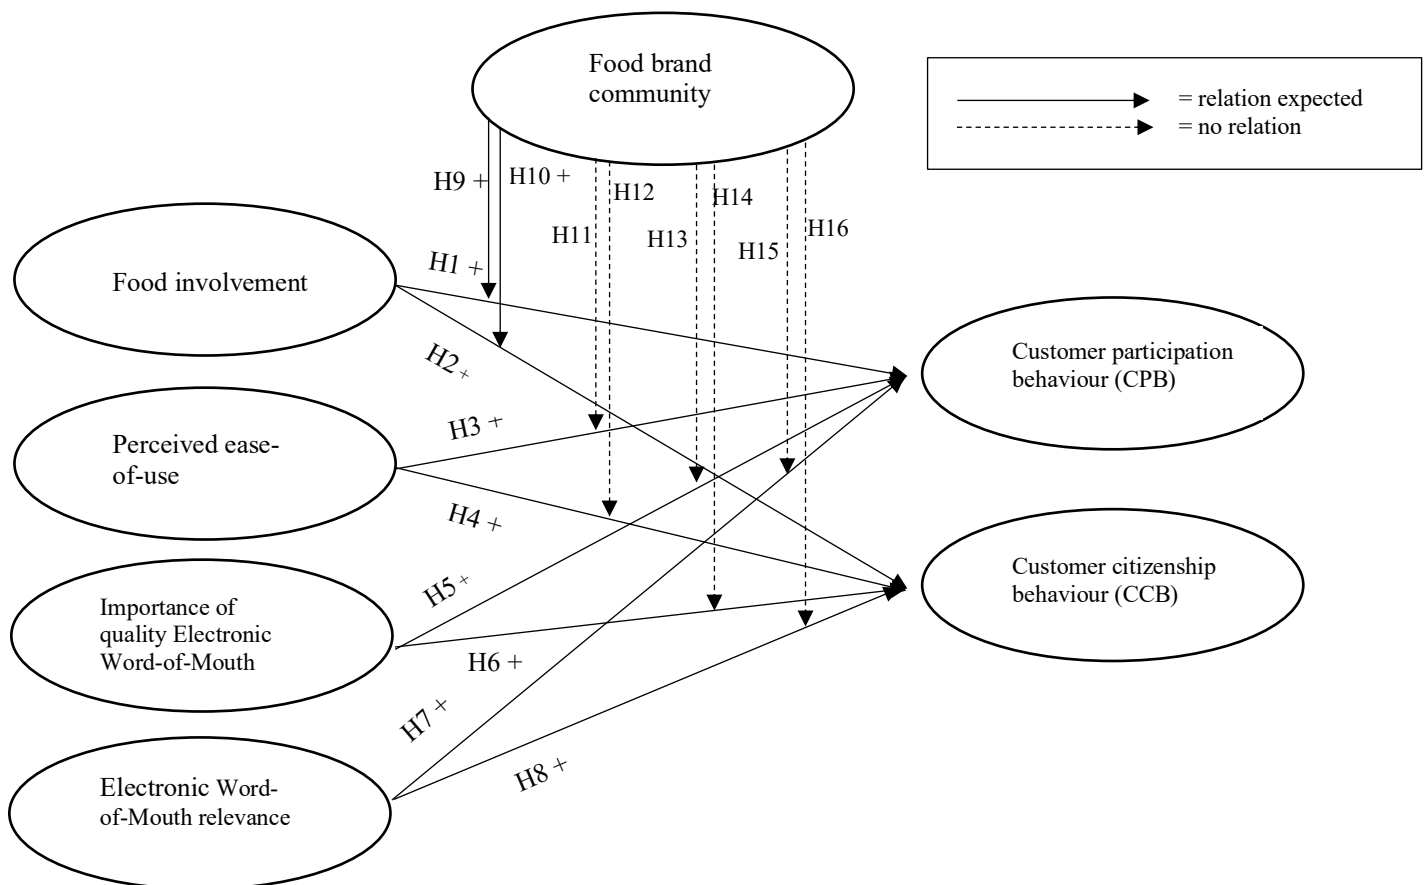 Food brand
community
= relation expected
= no relation
H9 +
H10 +
H12
H14
H11
H13
H15
H16
H1 +
Food involvement
H2 +
Customer participation
behaviour (CPB)
Perceived ease-
of-use
H3 +
H4 +
Customer citizenship
behaviour (CCB)
Importance of
quality Electronic
Word-of-Mouth
H5 +
H6 +
H7 +
H8 +
Electronic Word-
of-Mouth relevance